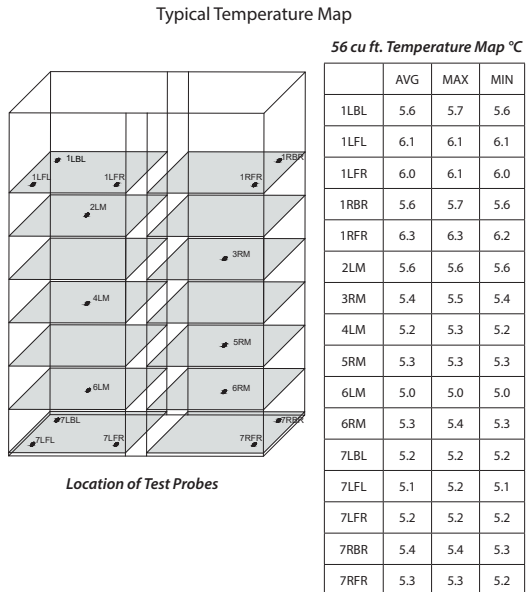 Typical Temperature Map
56 cu ft. Temperature Map °C
1LBL
1RBR
1LFL
1LFR
1RFR
2LM
3RM
4LM
5RM
6LM
6RM
7LBL
7RBR
7LFL
7LFR
7RFR
Location of Test Probes
AVG MAX MIN
1LBL 5.6 5.7 5.6
1LFL 6.1 6.1 6.1
1LFR 6.0 6.1 6.0
1RBR 5.6 5.7 5.6
1RFR 6.3 6.3 6.2
2LM 5.6 5.6 5.6
3RM 5.4 5.5 5.4
4LM 5.2 5.3 5.2
5RM 5.3 5.3 5.3
6LM 5.0 5.0 5.0
6RM 5.3 5.4 5.3
7LBL 5.2 5.2 5.2
7LFL 5.1 5.2 5.1
7LFR 5.2 5.2 5.2
7RBR 5.4 5.4 5.3
7RFR 5.3 5.3 5.2